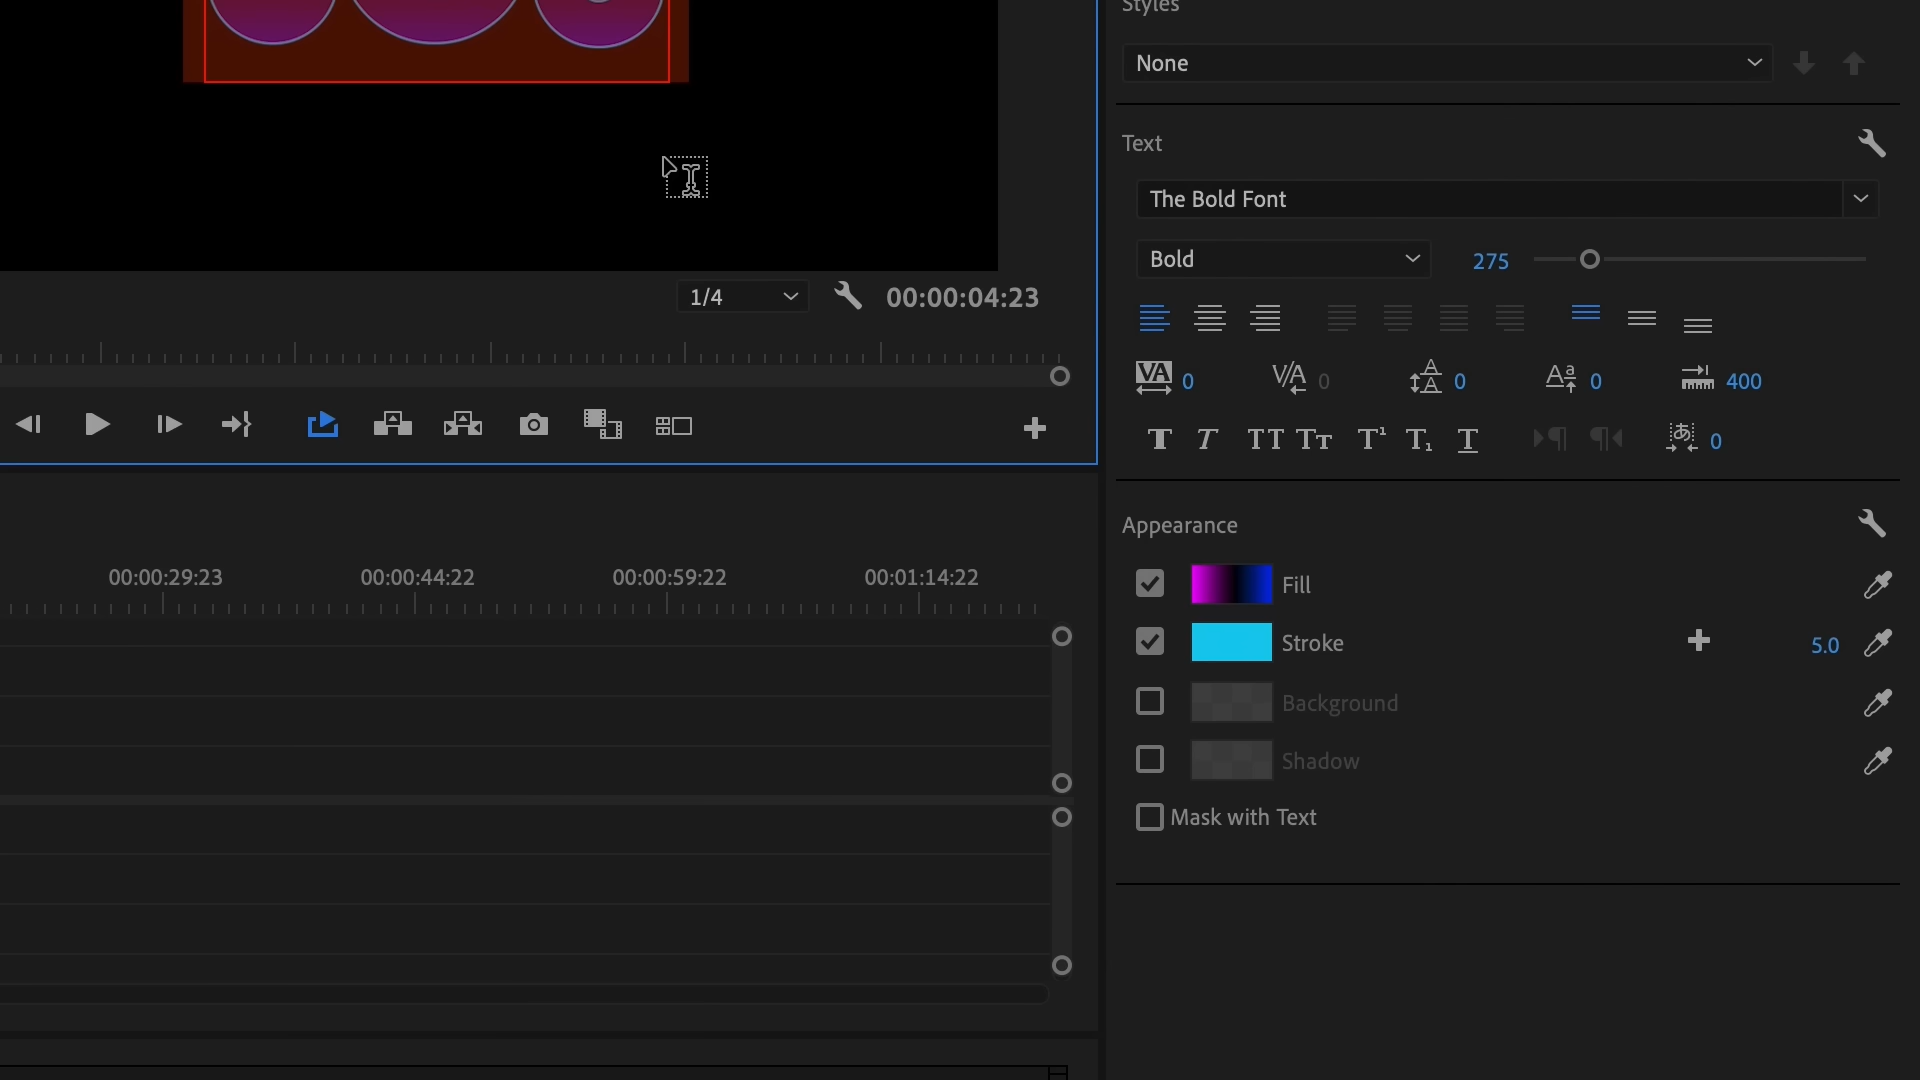 Styles
None
Text
The Bold Font
Bold
275
1/4
00:00:04:23
0
0
0
0
400
0
Appearance
00:00:29:23
00:00:44:22
00:00:59:22
00:01:14:22
Fill
Stroke
5.0
Background
Shadow
Mask with Text